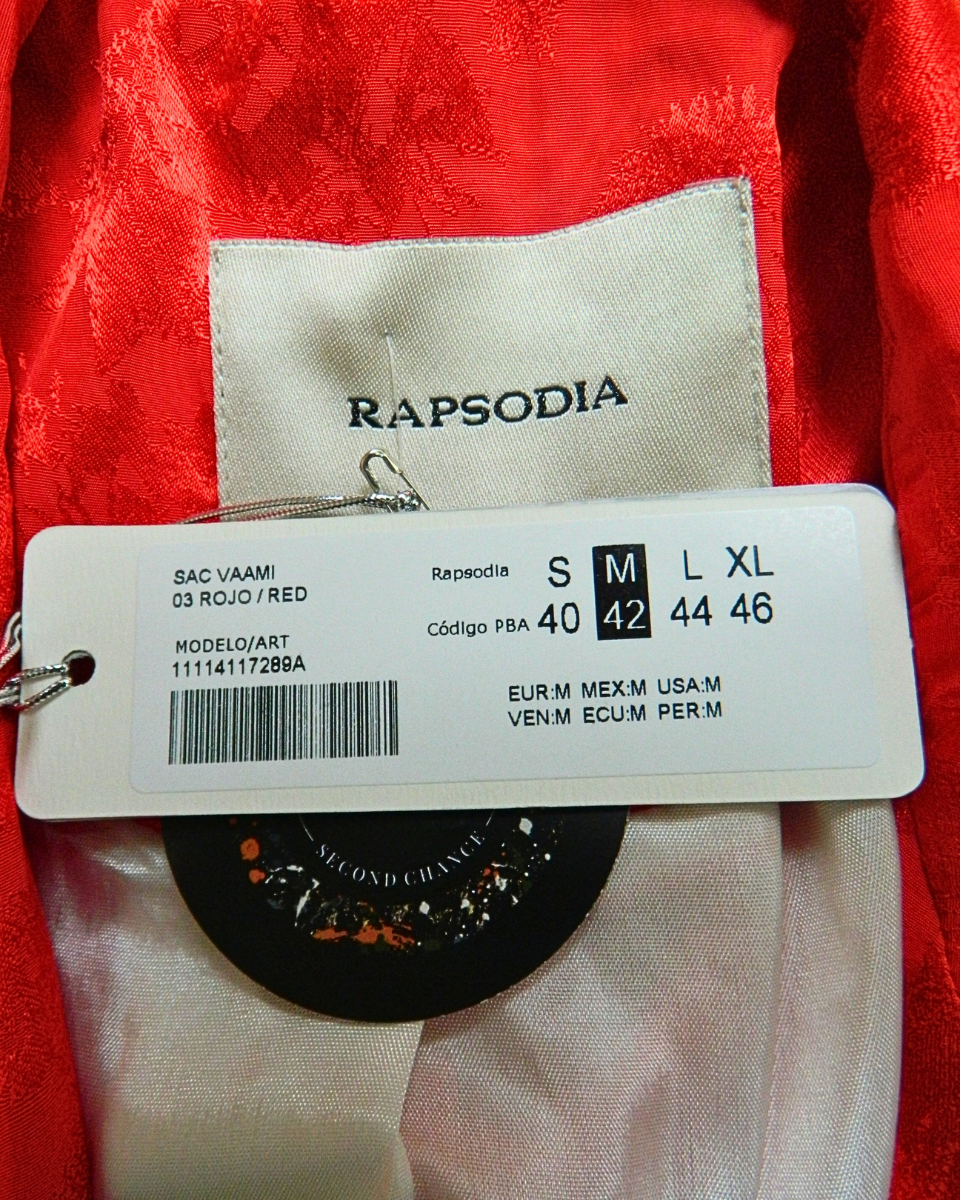 RAPSODIA
SAC VAAMI
03 ROJO / RED
MODELO/ART
11114117289A
Rapsodia S M L XL
Código PBA 40 42 44 46
EUR:M MEX:M USA:M
VEN:M ECU:M PER:M
SECOND CHANCE